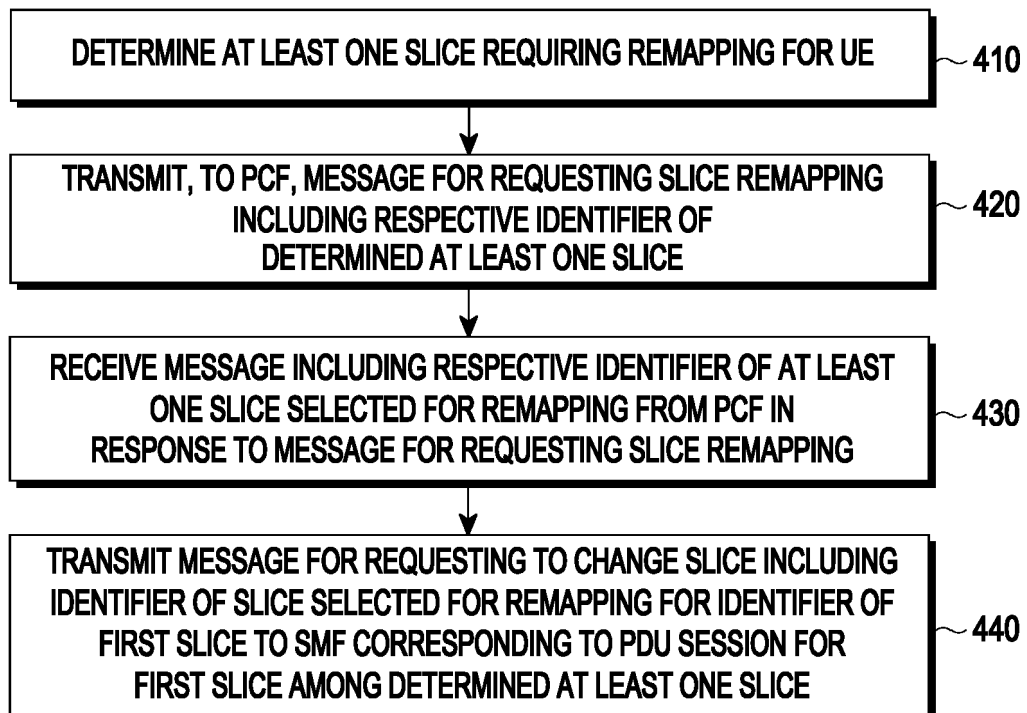 DETERMINE AT LEAST ONE SLICE REQUIRING REMAPPING FOR UE
410
TRANSMIT, TO PCF, MESSAGE FOR REQUESTING SLICE REMAPPING
INCLUDING RESPECTIVE IDENTIFIER OF
DETERMINED AT LEAST ONE SLICE
420
RECEIVE MESSAGE INCLUDING RESPECTIVE IDENTIFIER OF AT LEAST
ONE SLICE SELECTED FOR REMAPPING FROM PCF IN
RESPONSE TO MESSAGE FOR REQUESTING SLICE REMAPPING
430
TRANSMIT MESSAGE FOR REQUESTING TO CHANGE SLICE INCLUDING
IDENTIFIER OF SLICE SELECTED FOR REMAPPING FOR IDENTIFIER OF
FIRST SLICE TO SMF CORRESPONDING TO PDU SESSION FOR
FIRST SLICE AMONG DETERMINED AT LEAST ONE SLICE
440